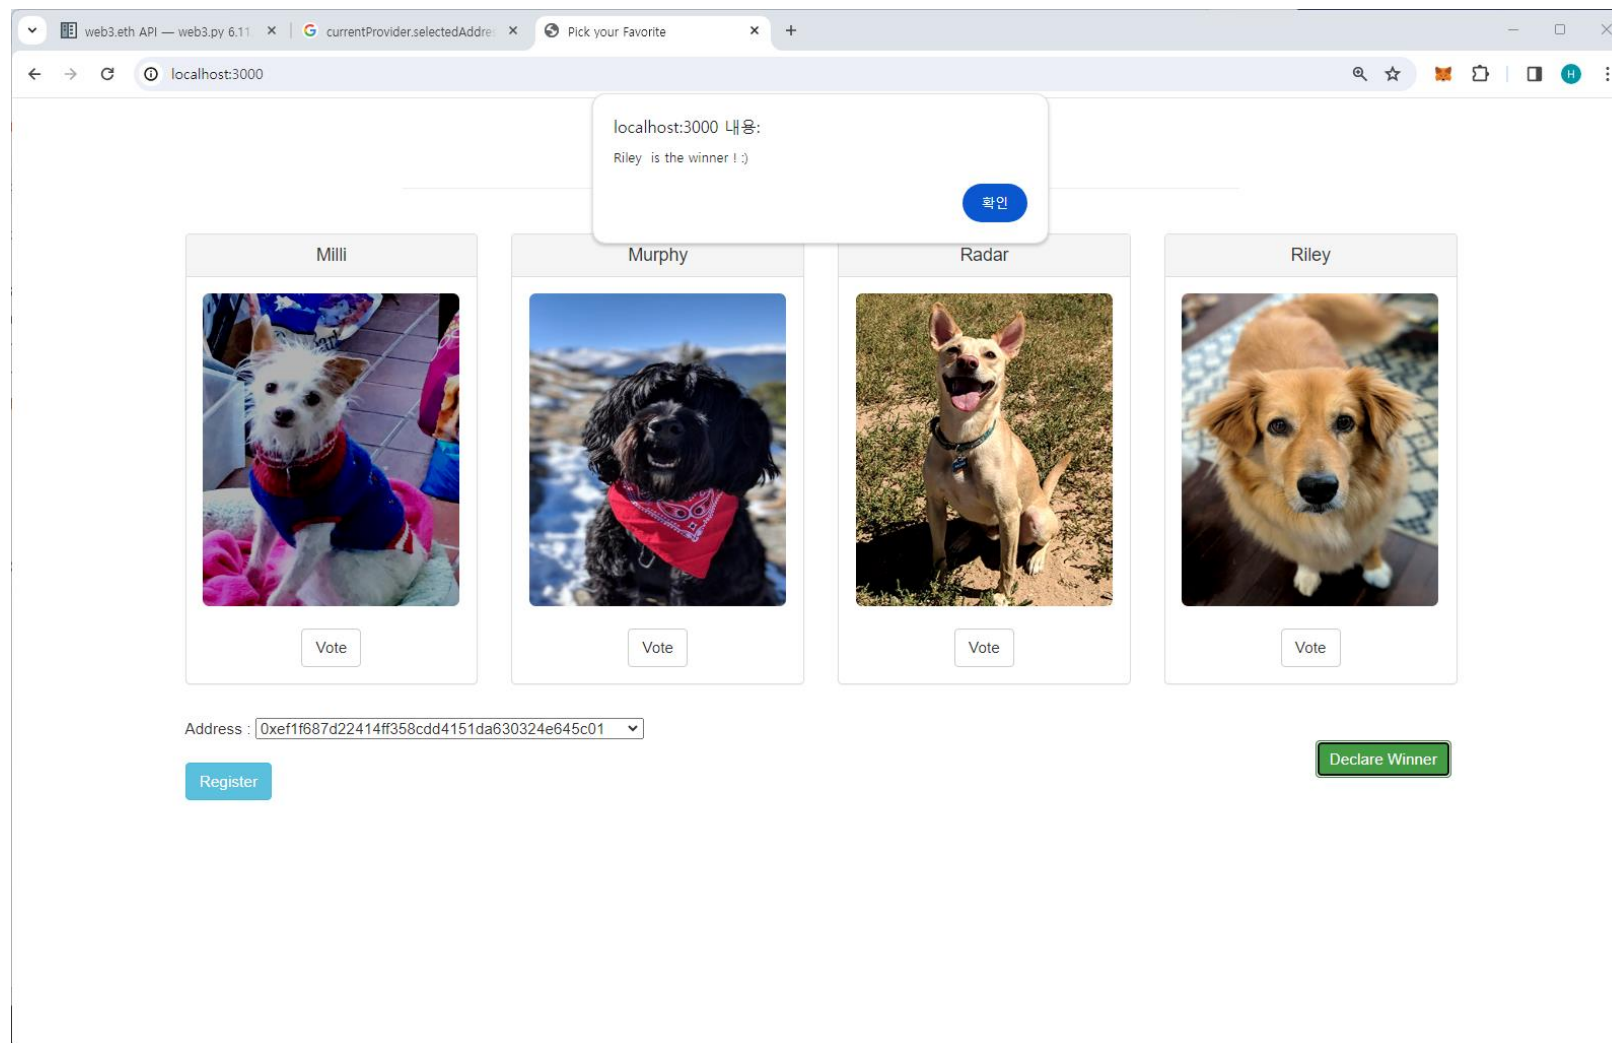 web3.eth API — web3.py 6.11
currentProvider.selectedAddre
Pick your Favorite
localhost:3000
H
localhost:3000 내용:
Riley is the winner ! :)
확인
Milli
Murphy
Radar
Riley
Vote
Vote
Vote
Vote
Address : 0xef1f687d22414ff358cdd4151da630324e645c01
Declare Winner
Register